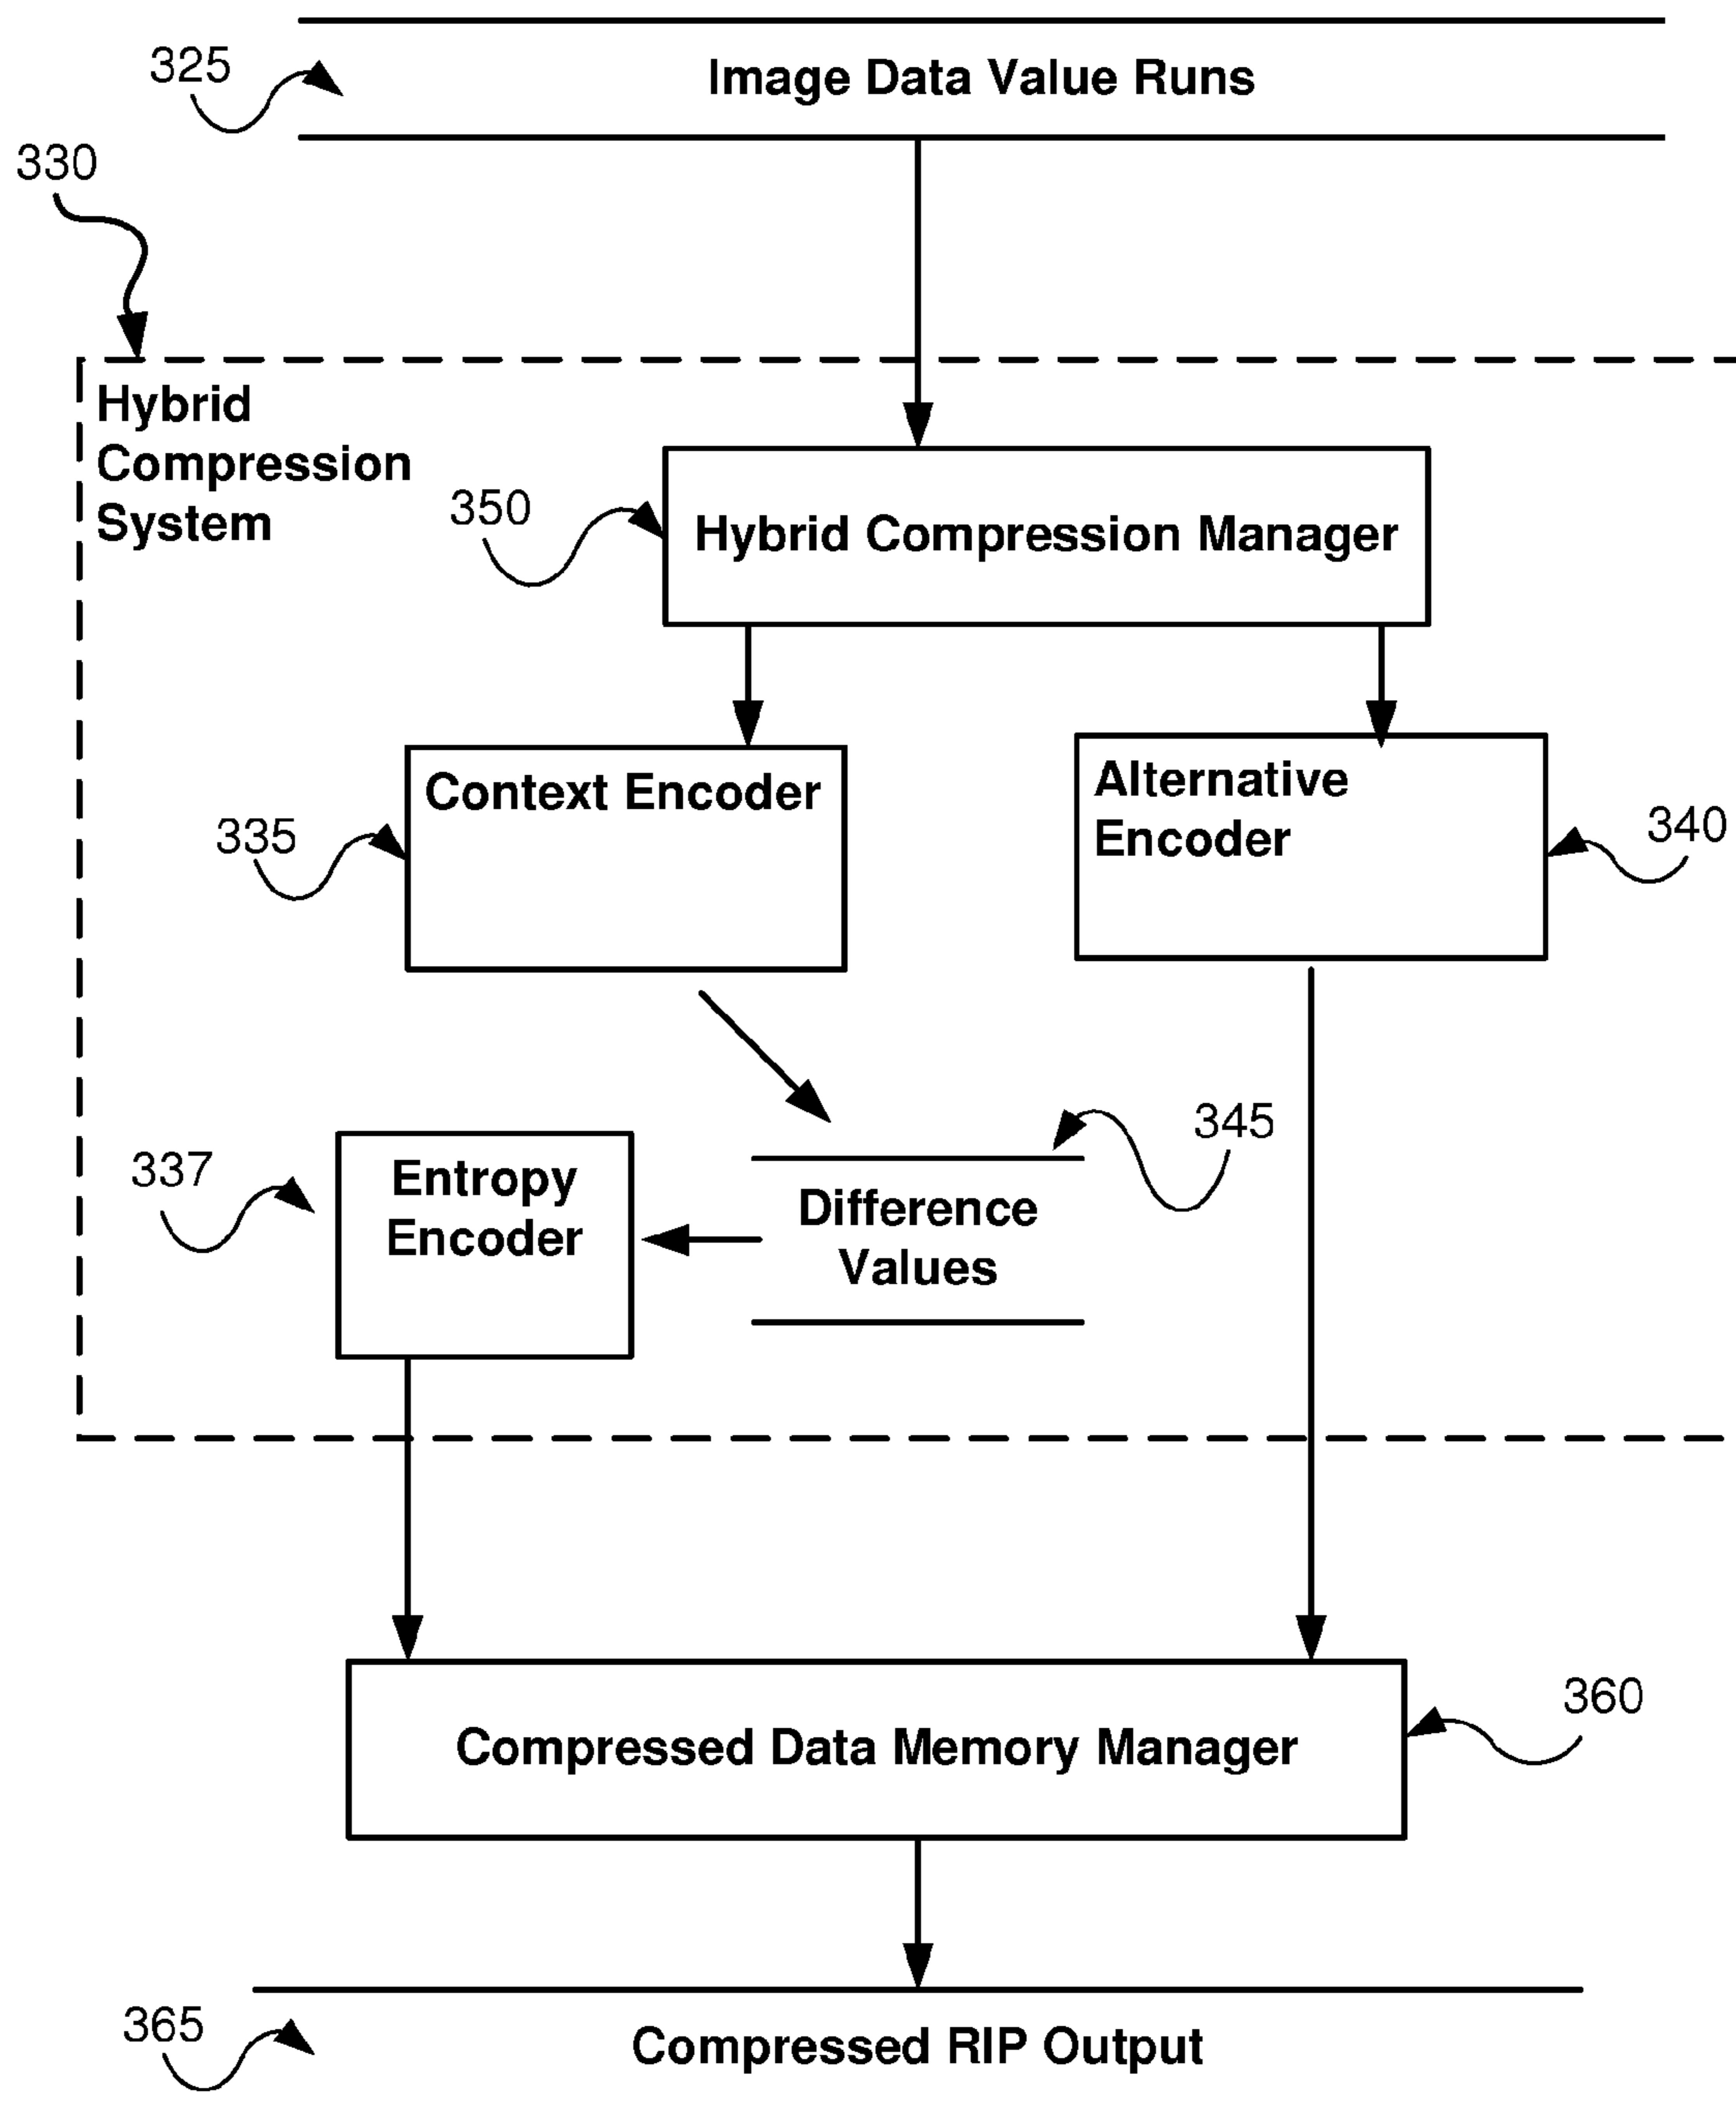 325
Image Data Value Runs
330
Hybrid
Compression
System
350
Hybrid Compression Manager
Context Encoder
Alternative
Encoder
335
340
345
337
Entropy
Encoder
Difference
Values
360
Compressed Data Memory Manager
365
Compressed RIP Output